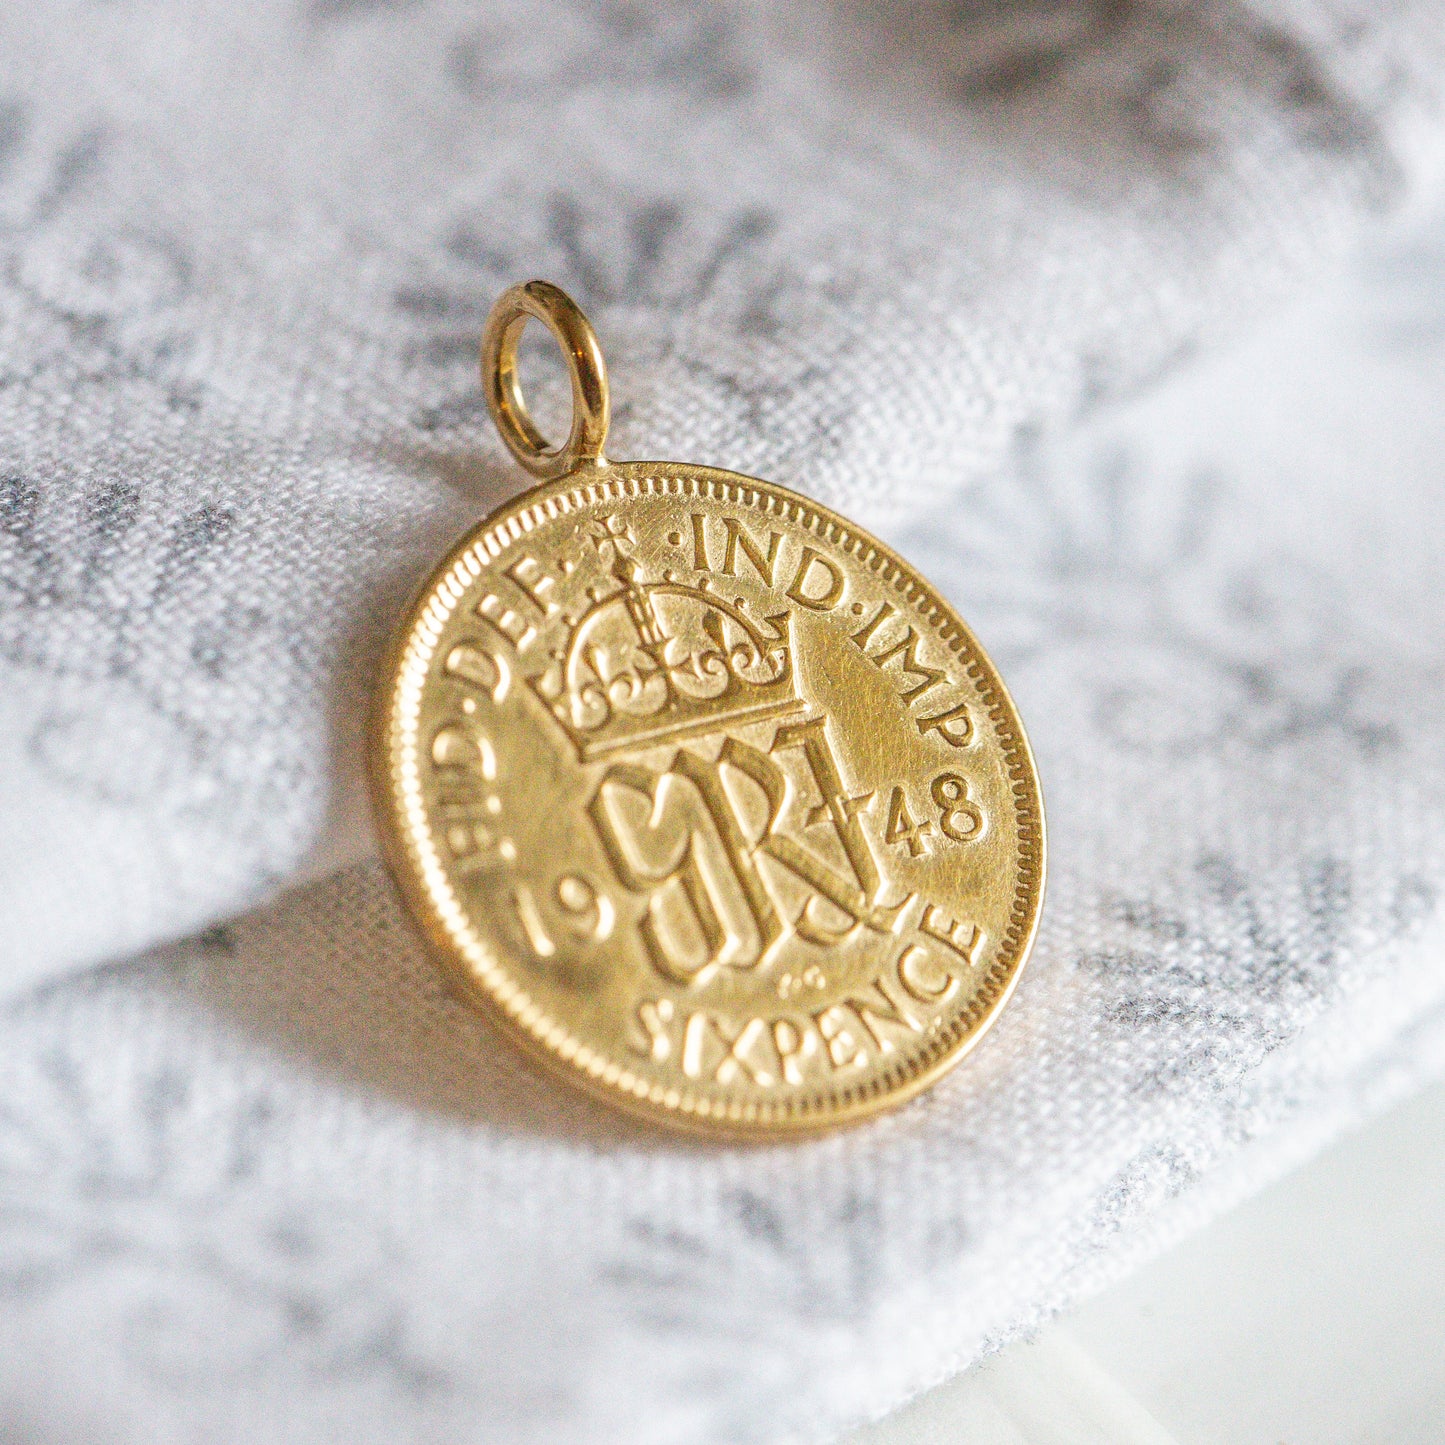 FID·DEF· ·IND·IMP
GRI
19 48
SIXPENCE